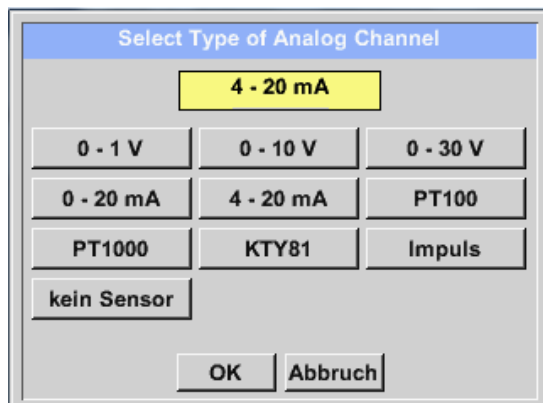 Select Type of Analog Channel
4 - 20 mA
0 - 1 V 0 - 10 V 0 - 30 V
0 - 20 mA 4 - 20 mA PT100
PT1000 KTY81 Impuls
kein Sensor
OK Abbruch